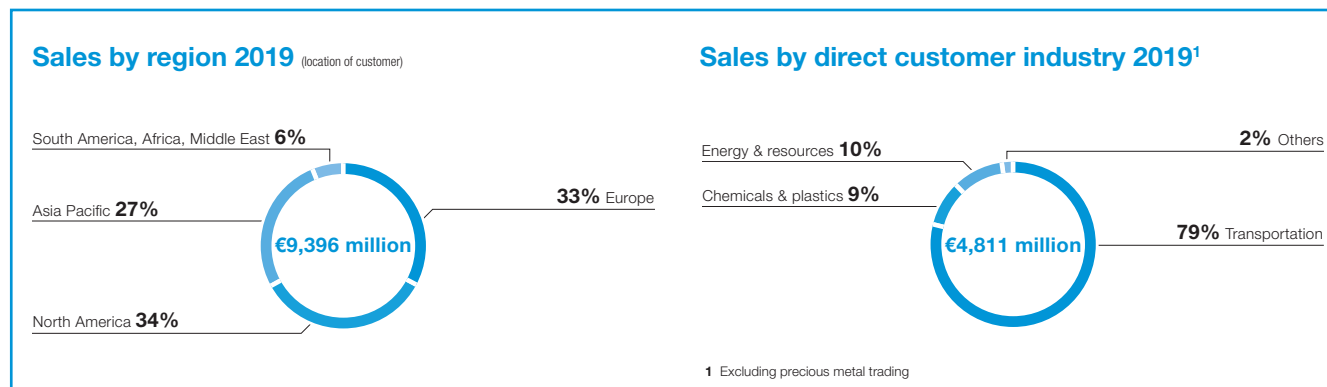 Sales by region 2019 (location of customer)
South America, Africa, Middle East 6%
33% Europe
Asia Pacific 27%
€9,396 million
North America 34%
Sales by direct customer industry 2019¹
2% Others
Energy & resources 10%
Chemicals & plastics 9%
79% Transportation
€4,811 million
1 Excluding precious metal trading